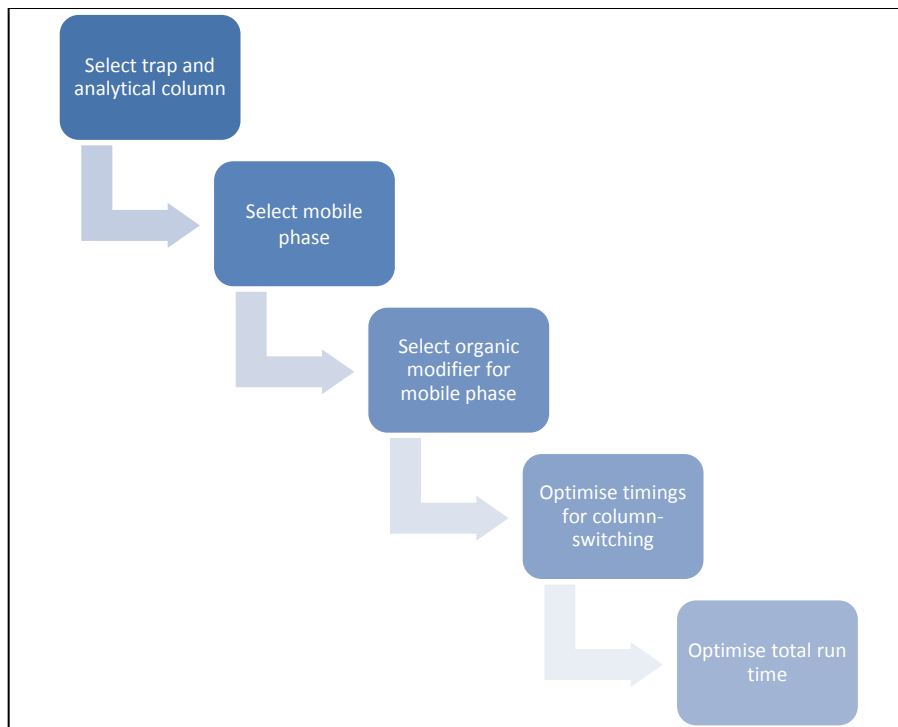 Select trap and
analytical column
Select mobile
phase
Select organic
modifier for
mobile phase
Optimise timings
for column-
switching
Optimise total run
time